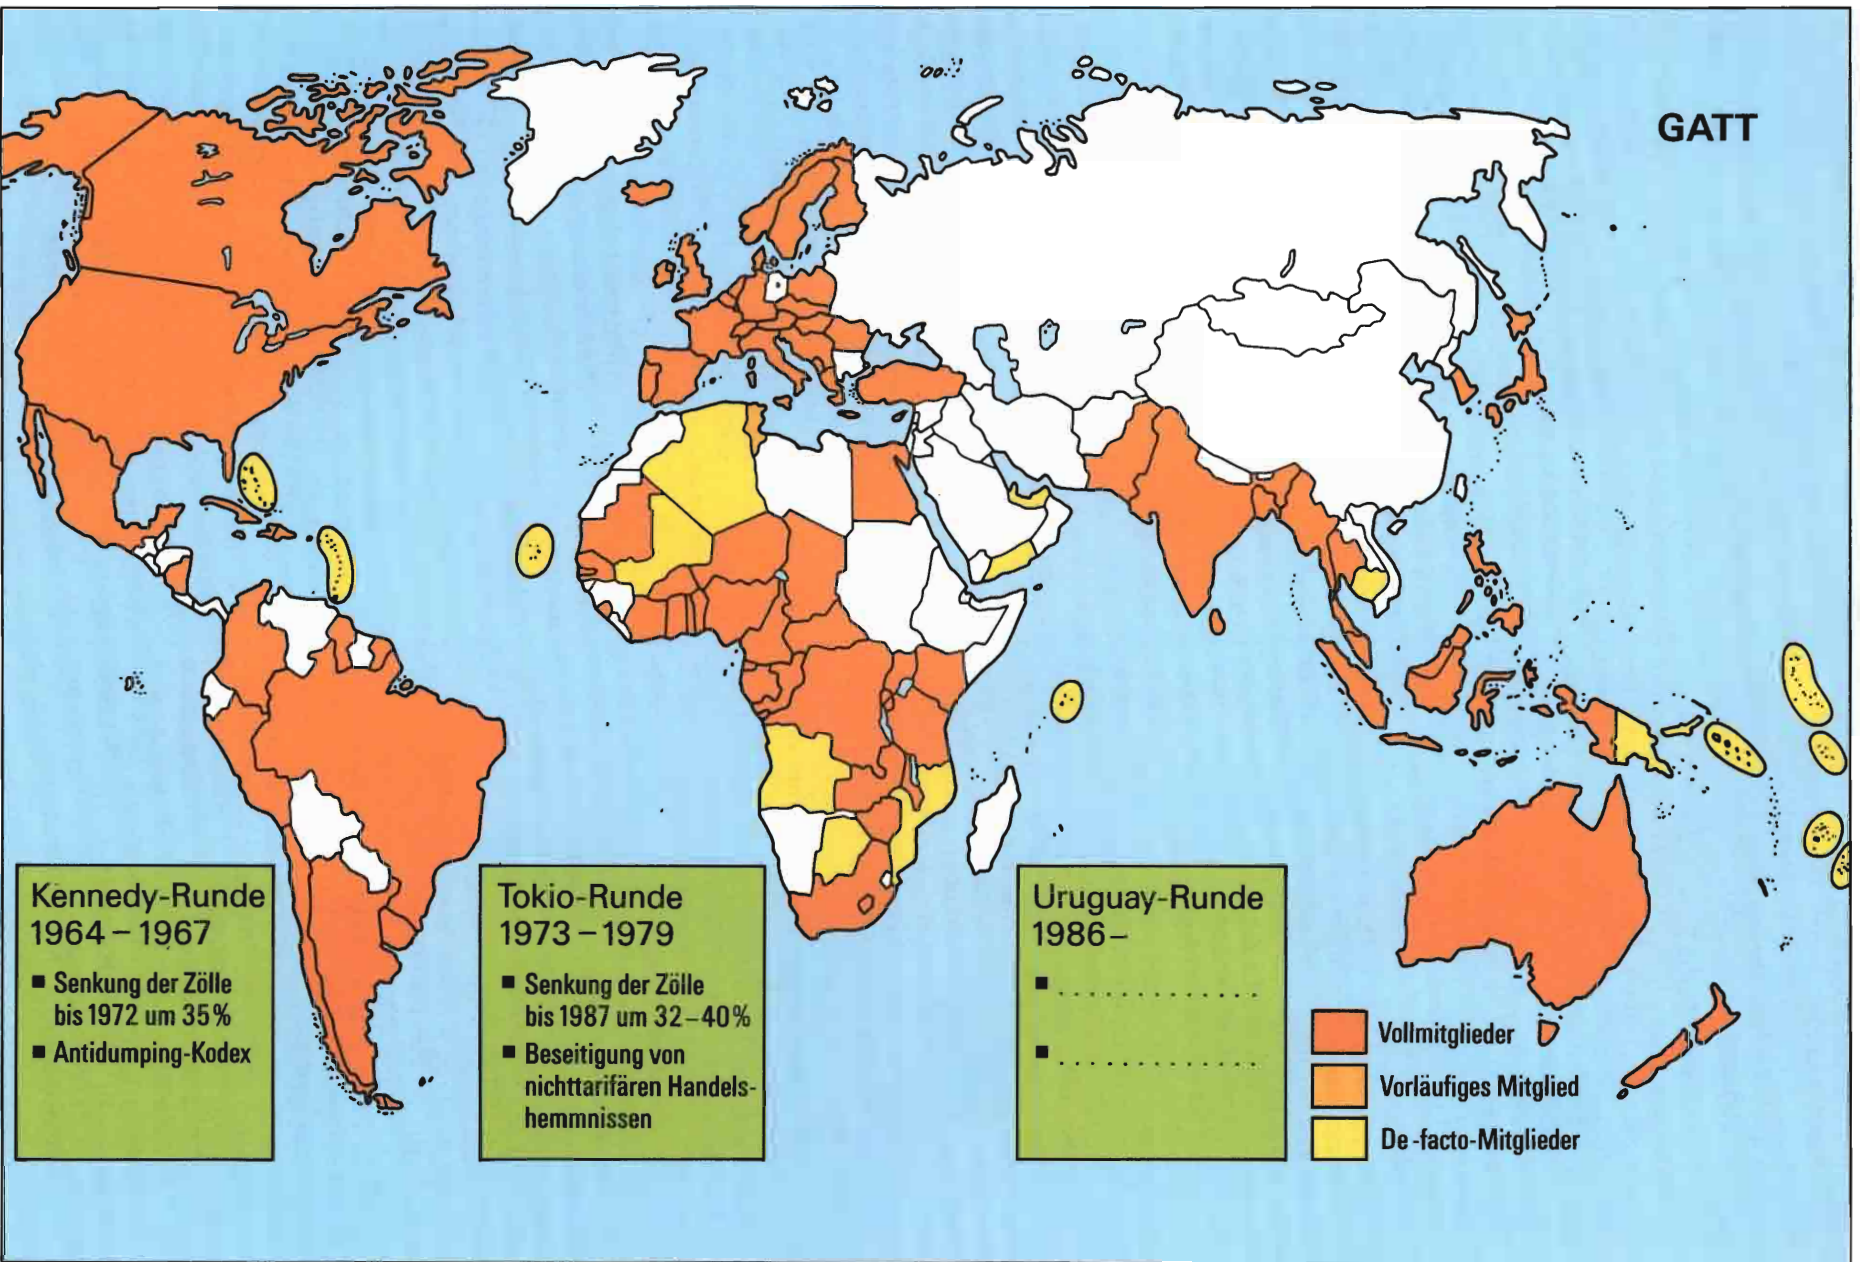 GATT
Kennedy-Runde
1964–1967
■ Senkung der Zölle
bis 1972 um 35%
■ Antidumping-Kodex
Tokio-Runde
1973–1979
■ Senkung der Zölle
bis 1987 um 32–40%
■ Beseitigung von
nichttarifären Handels-
hemmnissen
Uruguay-Runde
1986–
■ .............
■ .............
Vollmitglieder
Vorläufiges Mitglied
De-facto-Mitglieder